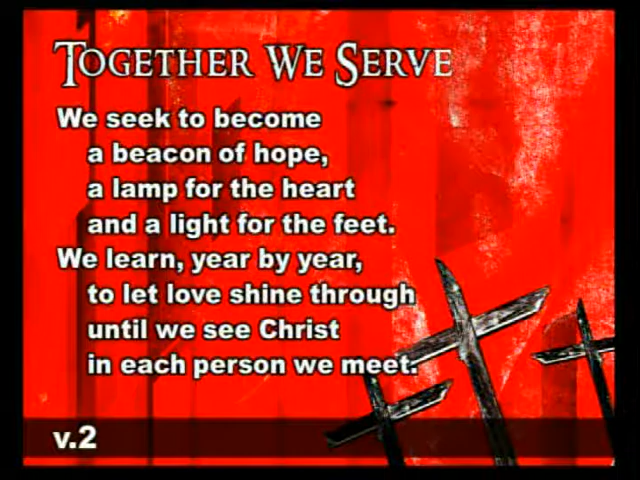 TOGETHER WE SERVE
We seek to become
a beacon of hope,
a lamp for the heart
and a light for the feet.
We learn, year by year,
to let love shine through
until we see Christ
in each person we meet.
v.2